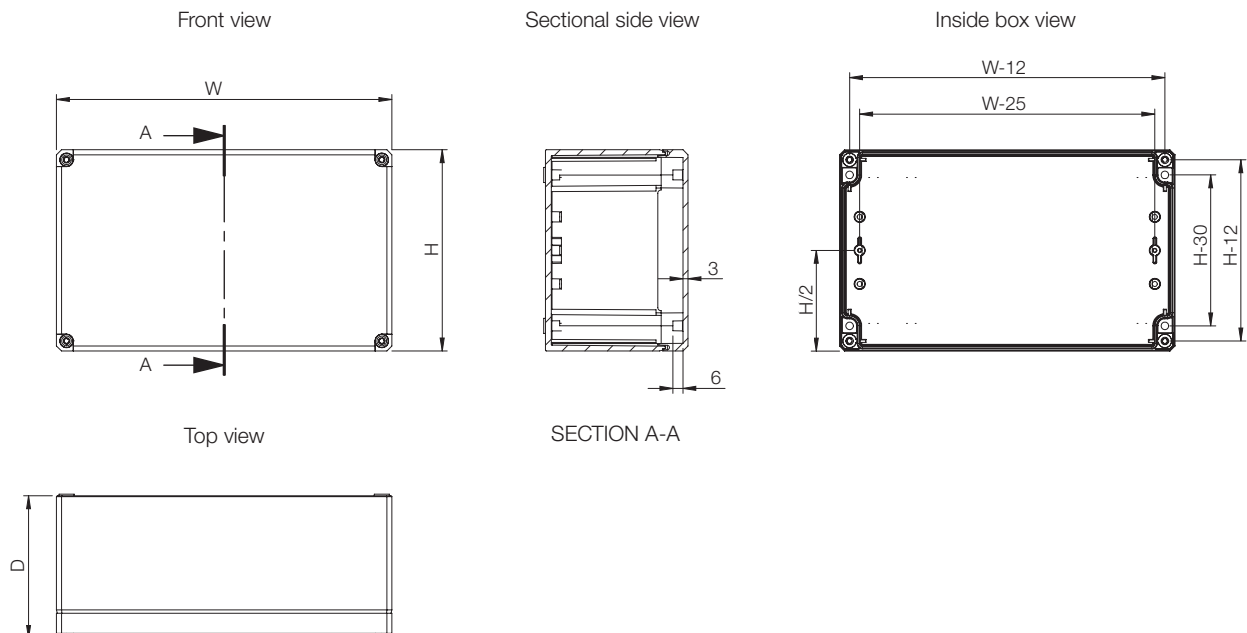 Front view
Sectional side view
Inside box view
W
A
A
H
3
6
W-12
W-25
H/2
H-30
H-12
Top view
SECTION A-A
D